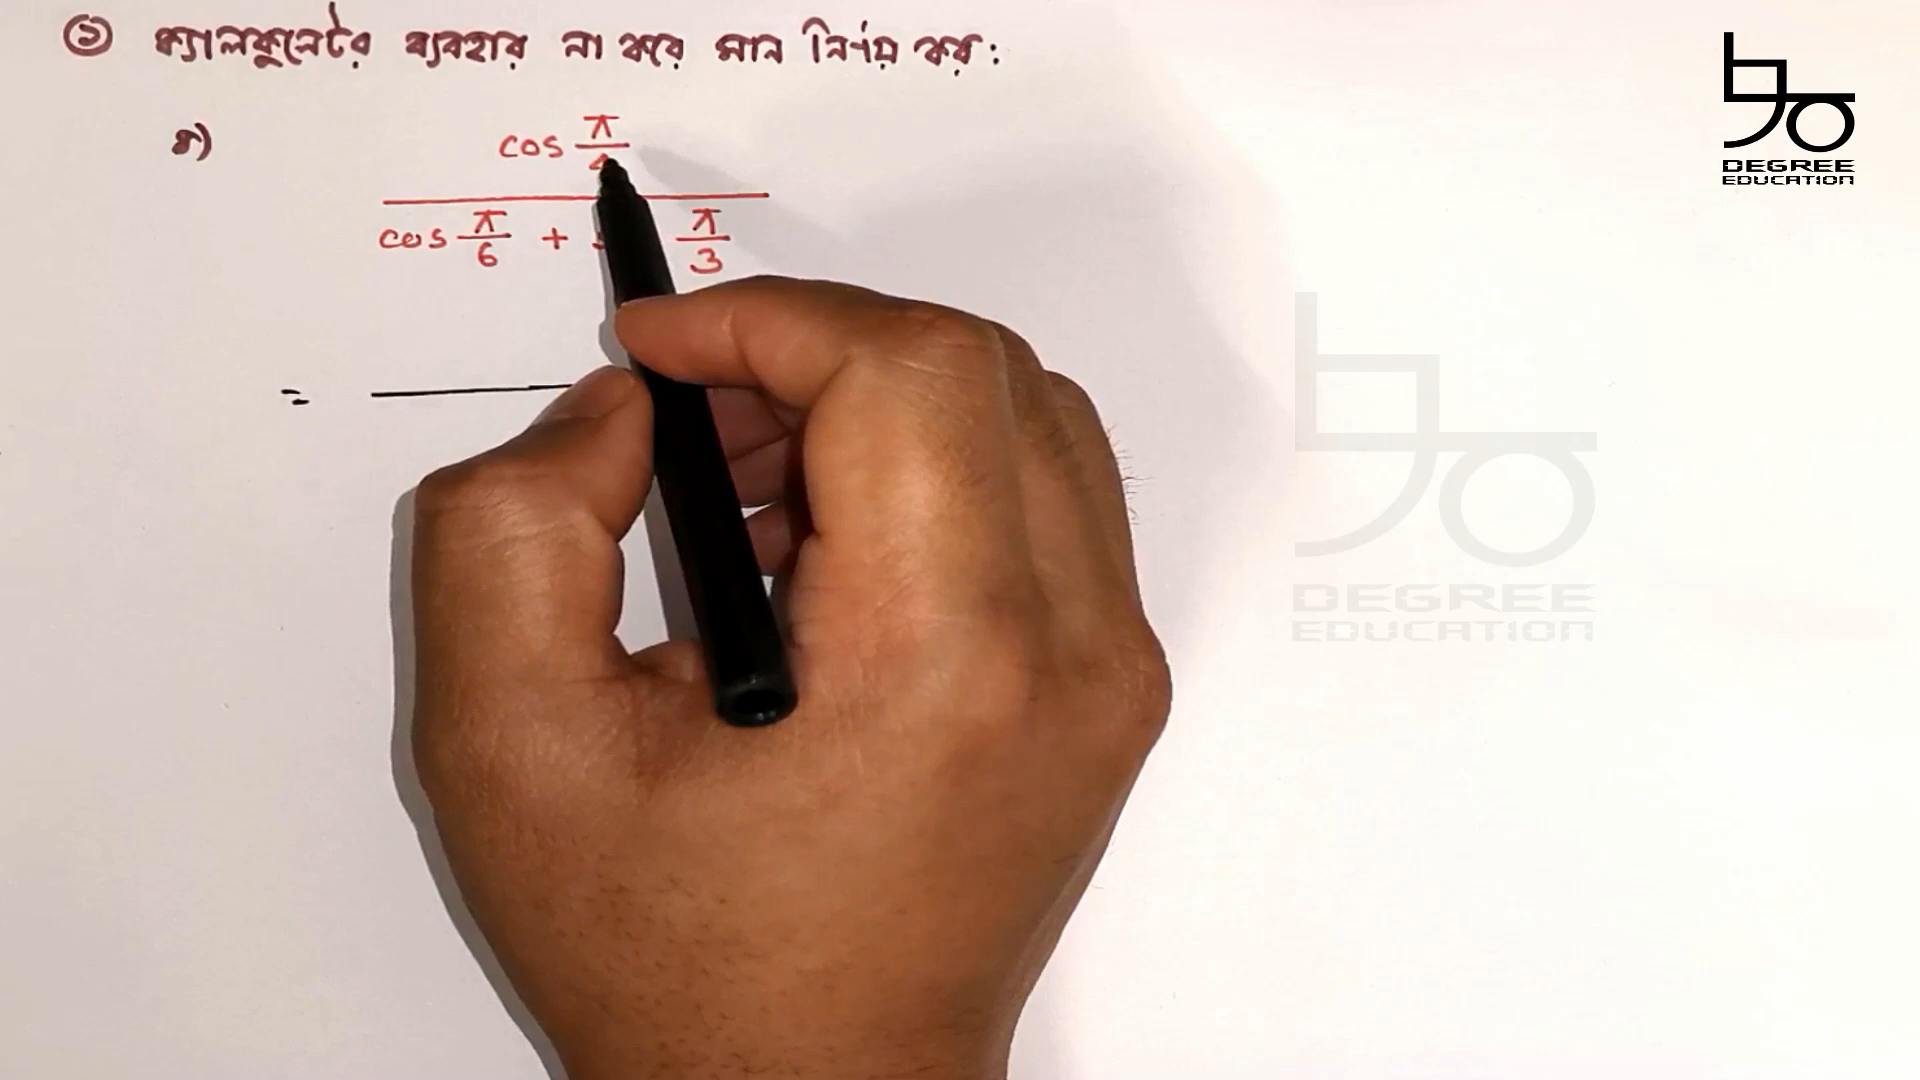 ১ ক্যালকুলেটর ব্যবহার না করে মান নির্ণয় কর:
cos π/4
cos π/6 + π/3
=
DEGREE
EDUCATION
DEGREE
EDUCATION